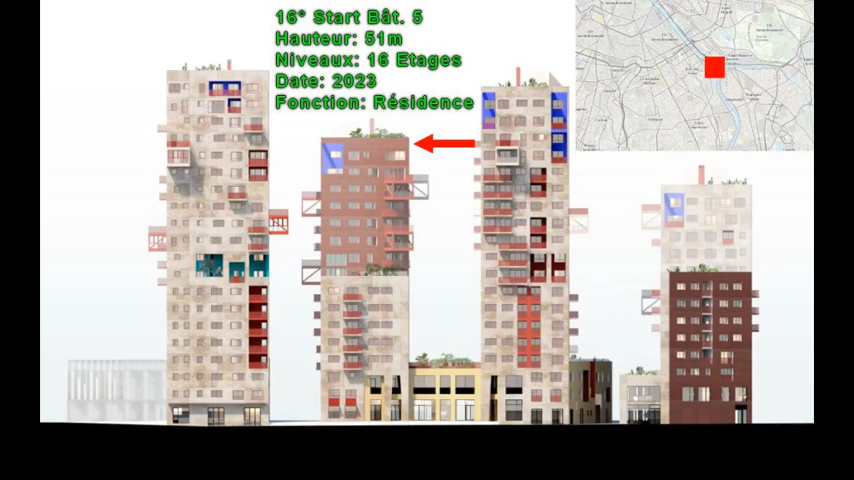 16° Start Bât. 5
Hauteur: 51m
Niveaux: 16 Etages
Date: 2023
Fonction: Résidence